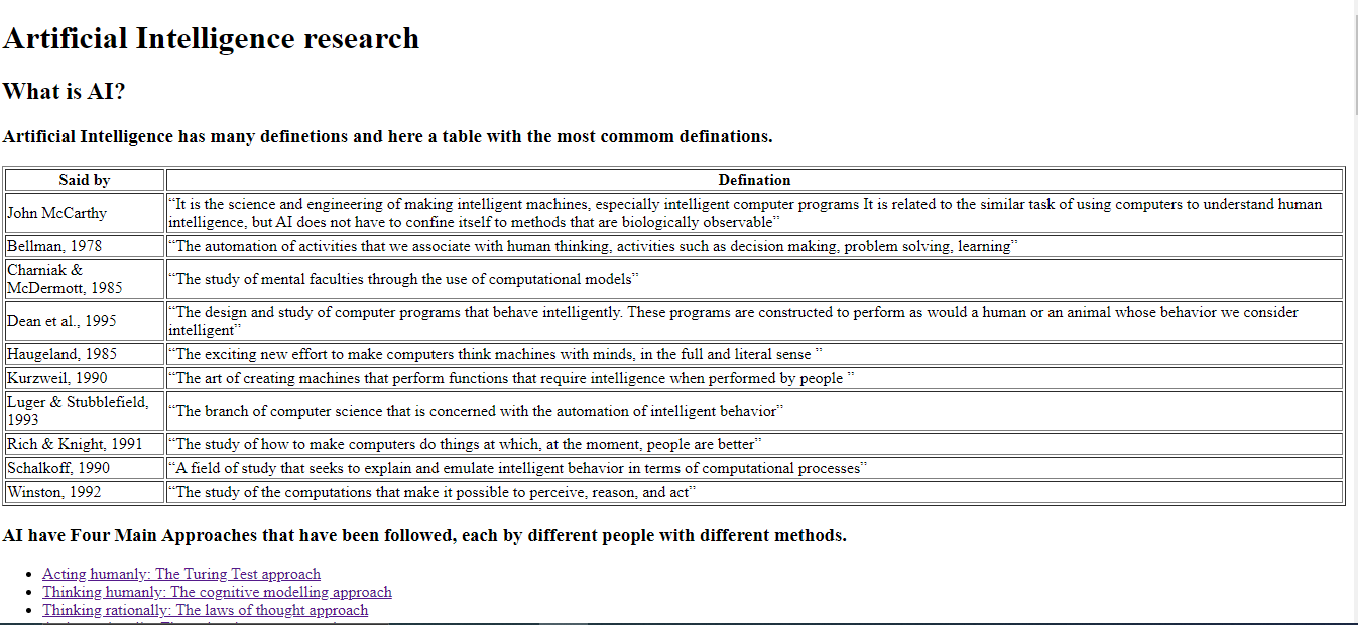 Artificial Intelligence research
What is AI?
Artificial Intelligence has many definetions and here a table with the most commom definations.
Said by Defination
John McCarthy
“It is the science and engineering of making intelligent machines, especially intelligent computer programs It is related to the similar task of using computers to understand human
intelligence, but AI does not have to confine itself to methods that are biologically observable”
Bellman, 1978 “The automation of activities that we associate with human thinking, activities such as decision making, problem solving, learning”
Charniak &
McDermott, 1985
“The study of mental faculties through the use of computational models”
Dean et al., 1995
“The design and study of computer programs that behave intelligently. These programs are constructed to perform as would a human or an animal whose behavior we consider
intelligent”
Haugeland, 1985 “The exciting new effort to make computers think machines with minds, in the full and literal sense ”
Kurzweil, 1990 “The art of creating machines that perform functions that require intelligence when performed by people ”
Luger & Stubblefield,
1993
“The branch of computer science that is concerned with the automation of intelligent behavior”
Rich & Knight, 1991 “The study of how to make computers do things at which, at the moment, people are better”
Schalkoff, 1990 “A field of study that seeks to explain and emulate intelligent behavior in terms of computational processes”
Winston, 1992 “The study of the computations that make it possible to perceive, reason, and act”
AI have Four Main Approaches that have been followed, each by different people with different methods.
• Acting humanly: The Turing Test approach
• Thinking humanly: The cognitive modelling approach
• Thinking rationally: The laws of thought approach